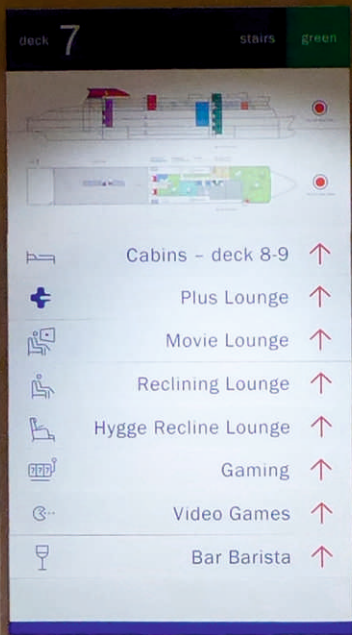 deck 7 stairs green
Cabins – deck 8-9
Plus Lounge
Movie Lounge
Reclining Lounge
Hygge Recline Lounge
Gaming
Video Games
Bar Barista